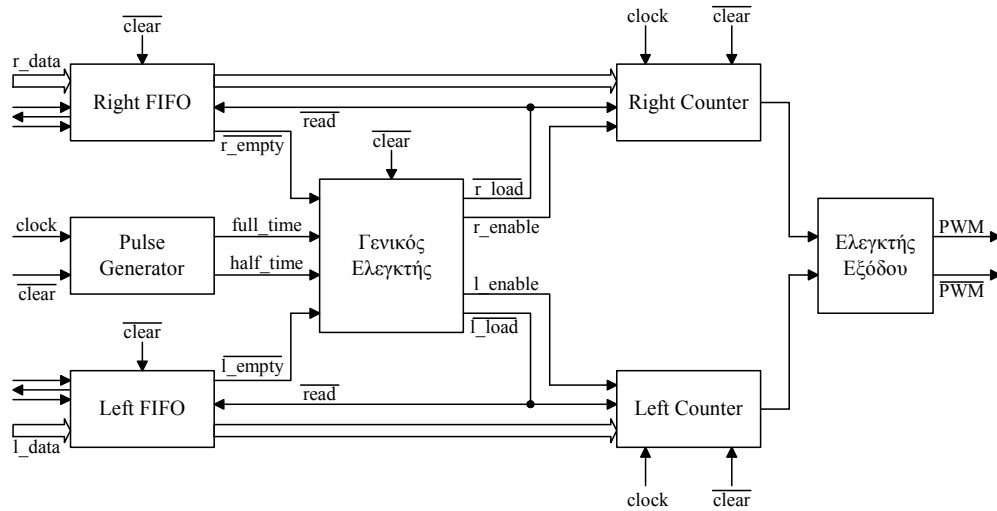 clear
clock
clear
r_data
Right FIFO
Right Counter
read
clear
r_empty
r_load
r_enable
clock
Pulse
Generator
full_time
half_time
Γενικός
Ελεγκτής
Ελεγκτής
Εξόδου
PWM
PWM
clear
l_enable
l_load
clear
l_empty
read
Left FIFO
Left Counter
l_data
clock
clear